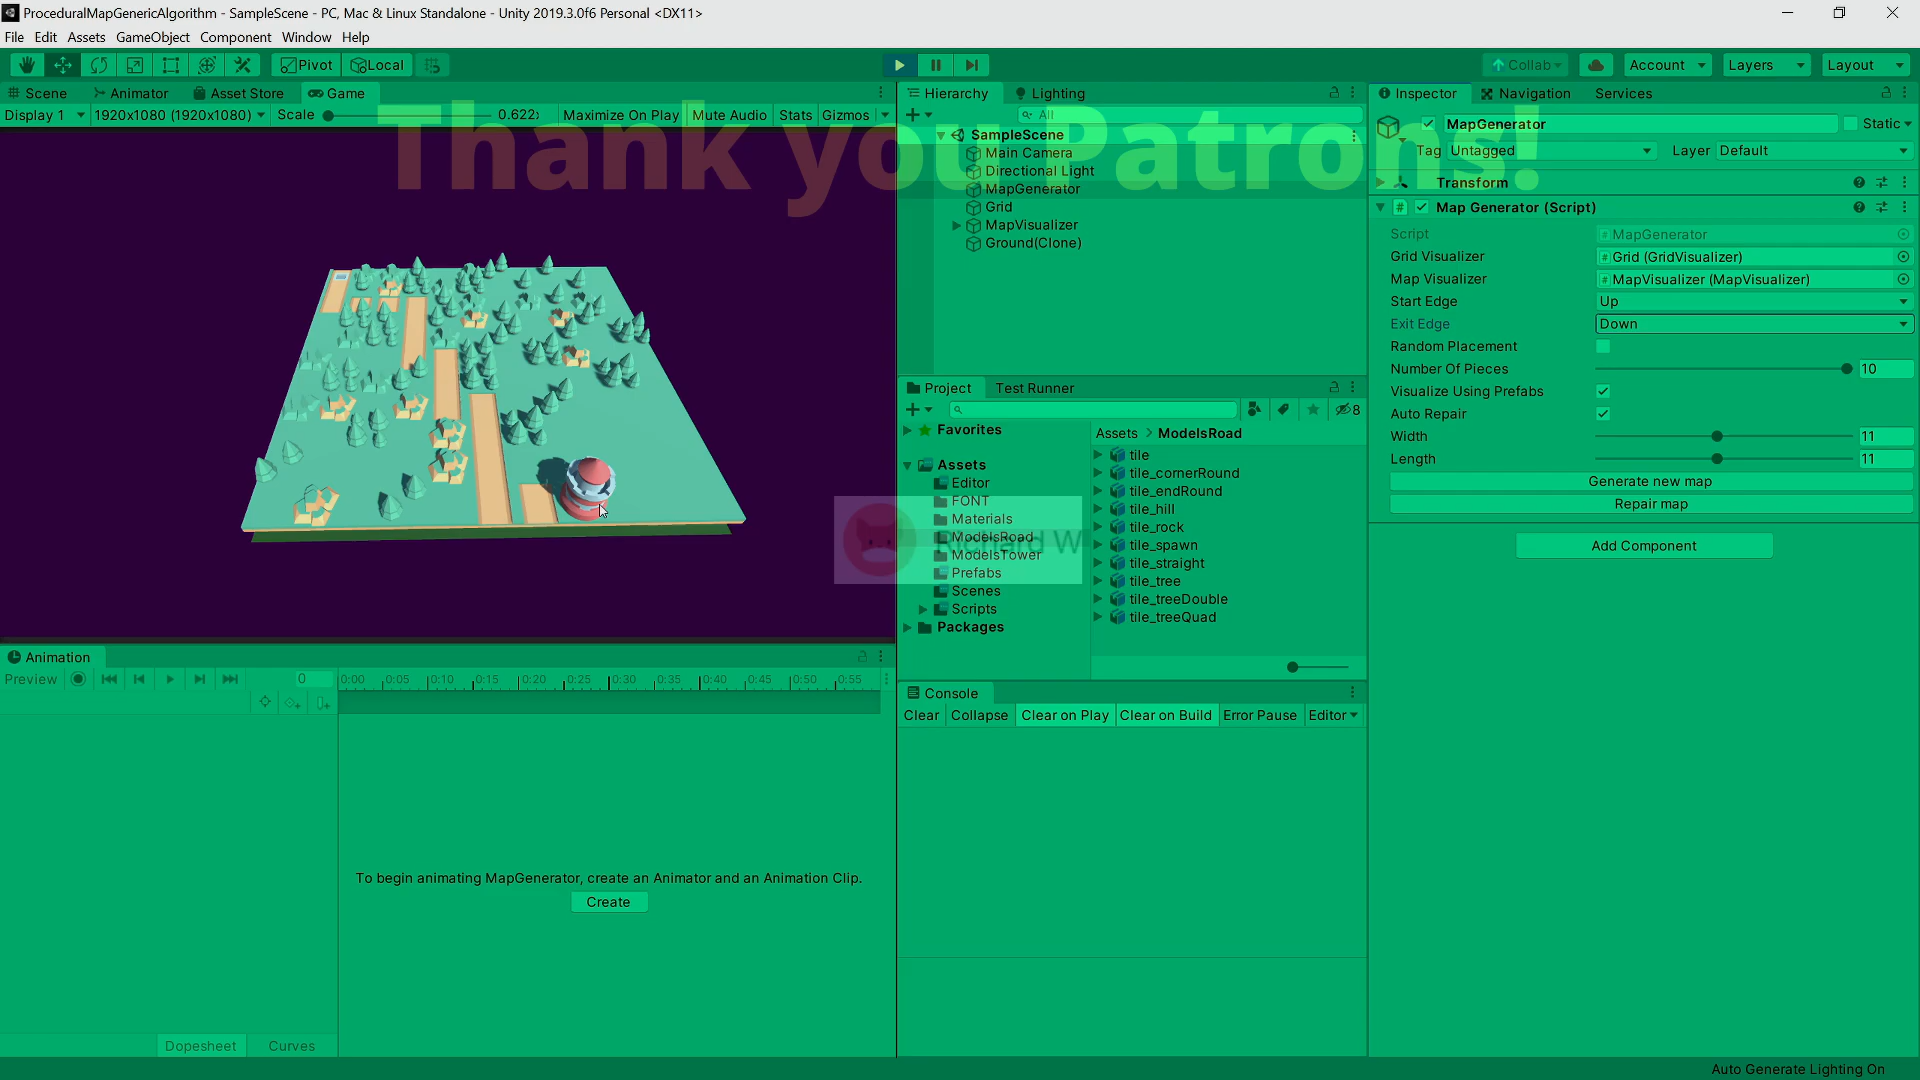 ProceduralMapGenericAlgorithm - SampleScene - PC, Mac & Linux Standalone - Unity 2019.3.0f6 Personal <DX11>
File Edit Assets GameObject Component Window Help
Pivot Local Collab Account Layers Layout
Scene Animator Asset Store Game
Display 1 1920x1080 (1920x1080) Scale 0.622x Maximize On Play Mute Audio Stats Gizmos
Thank you Patrons!
Hierarchy Lighting
All
SampleScene
Main Camera
Directional Light
MapGenerator
Grid
MapVisualizer
Ground(Clone)
Inspector Navigation Services
MapGenerator Static
Tag Untagged Layer Default
Transform
# Map Generator (Script)
Script MapGenerator
Grid Visualizer Grid (GridVisualizer)
Map Visualizer MapVisualizer (MapVisualizer)
Start Edge Up
Exit Edge Down
Random Placement
Number Of Pieces 10
Visualize Using Prefabs
Auto Repair
Width 11
Length 11
Generate new map
Repair map
Add Component
Project Test Runner
8
Favorites
Assets
Editor
FONT
Materials
ModelsRoad
ModelsTower
Prefabs
Scenes
Scripts
Packages
Richard W
Assets > ModelsRoad
tile
tile_cornerRound
tile_endRound
tile_hill
tile_rock
tile_spawn
tile_straight
tile_tree
tile_treeDouble
tile_treeQuad
Console
Clear Collapse Clear on Play Clear on Build Error Pause Editor
Animation
Preview 0 0:00 0:05 0:10 0:15 0:20 0:25 0:30 0:35 0:40 0:45 0:50 0:55
To begin animating MapGenerator, create an Animator and an Animation Clip.
Create
Dopesheet Curves
Auto Generate Lighting On